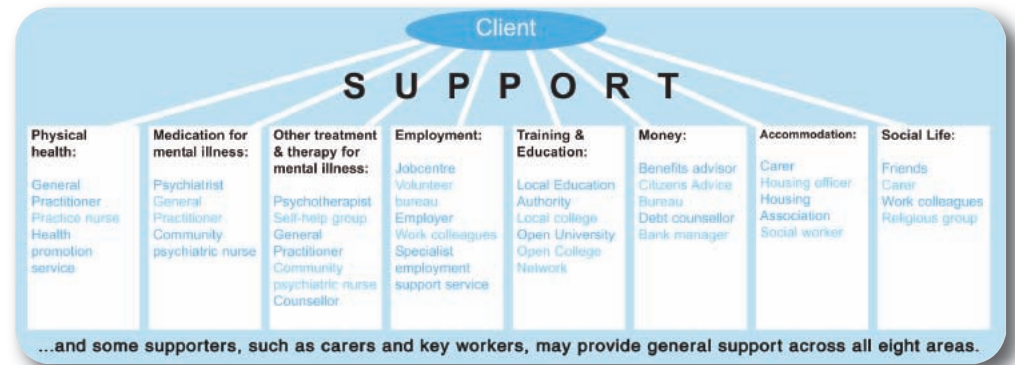 Client
SUPPORT
Physical
health:
General
Practitioner
Practice nurse
Health
promotion
service
Medication for
mental illness:
Psychiatrist
General
Practitioner
Community
psychiatric nurse
Other treatment
& therapy for
mental illness:
Psychotherapist
Self-help group
General
Practitioner
Community
psychiatric nurse
Counsellor
Employment:
Jobcentre
Volunteer
bureau
Employer
Work colleagues
Specialist
employment
support service
Training &
Education:
Local Education
Authority
Local college
Open University
Open College
Network
Money:
Benefits advisor
Citizens Advice
Bureau
Debt counsellor
Bank manager
Accommodation:
Carer
Housing officer
Housing
Association
Social worker
Social Life:
Friends
Carer
Work colleagues
Religious group
...and some supporters, such as carers and key workers, may provide general support across all eight areas.